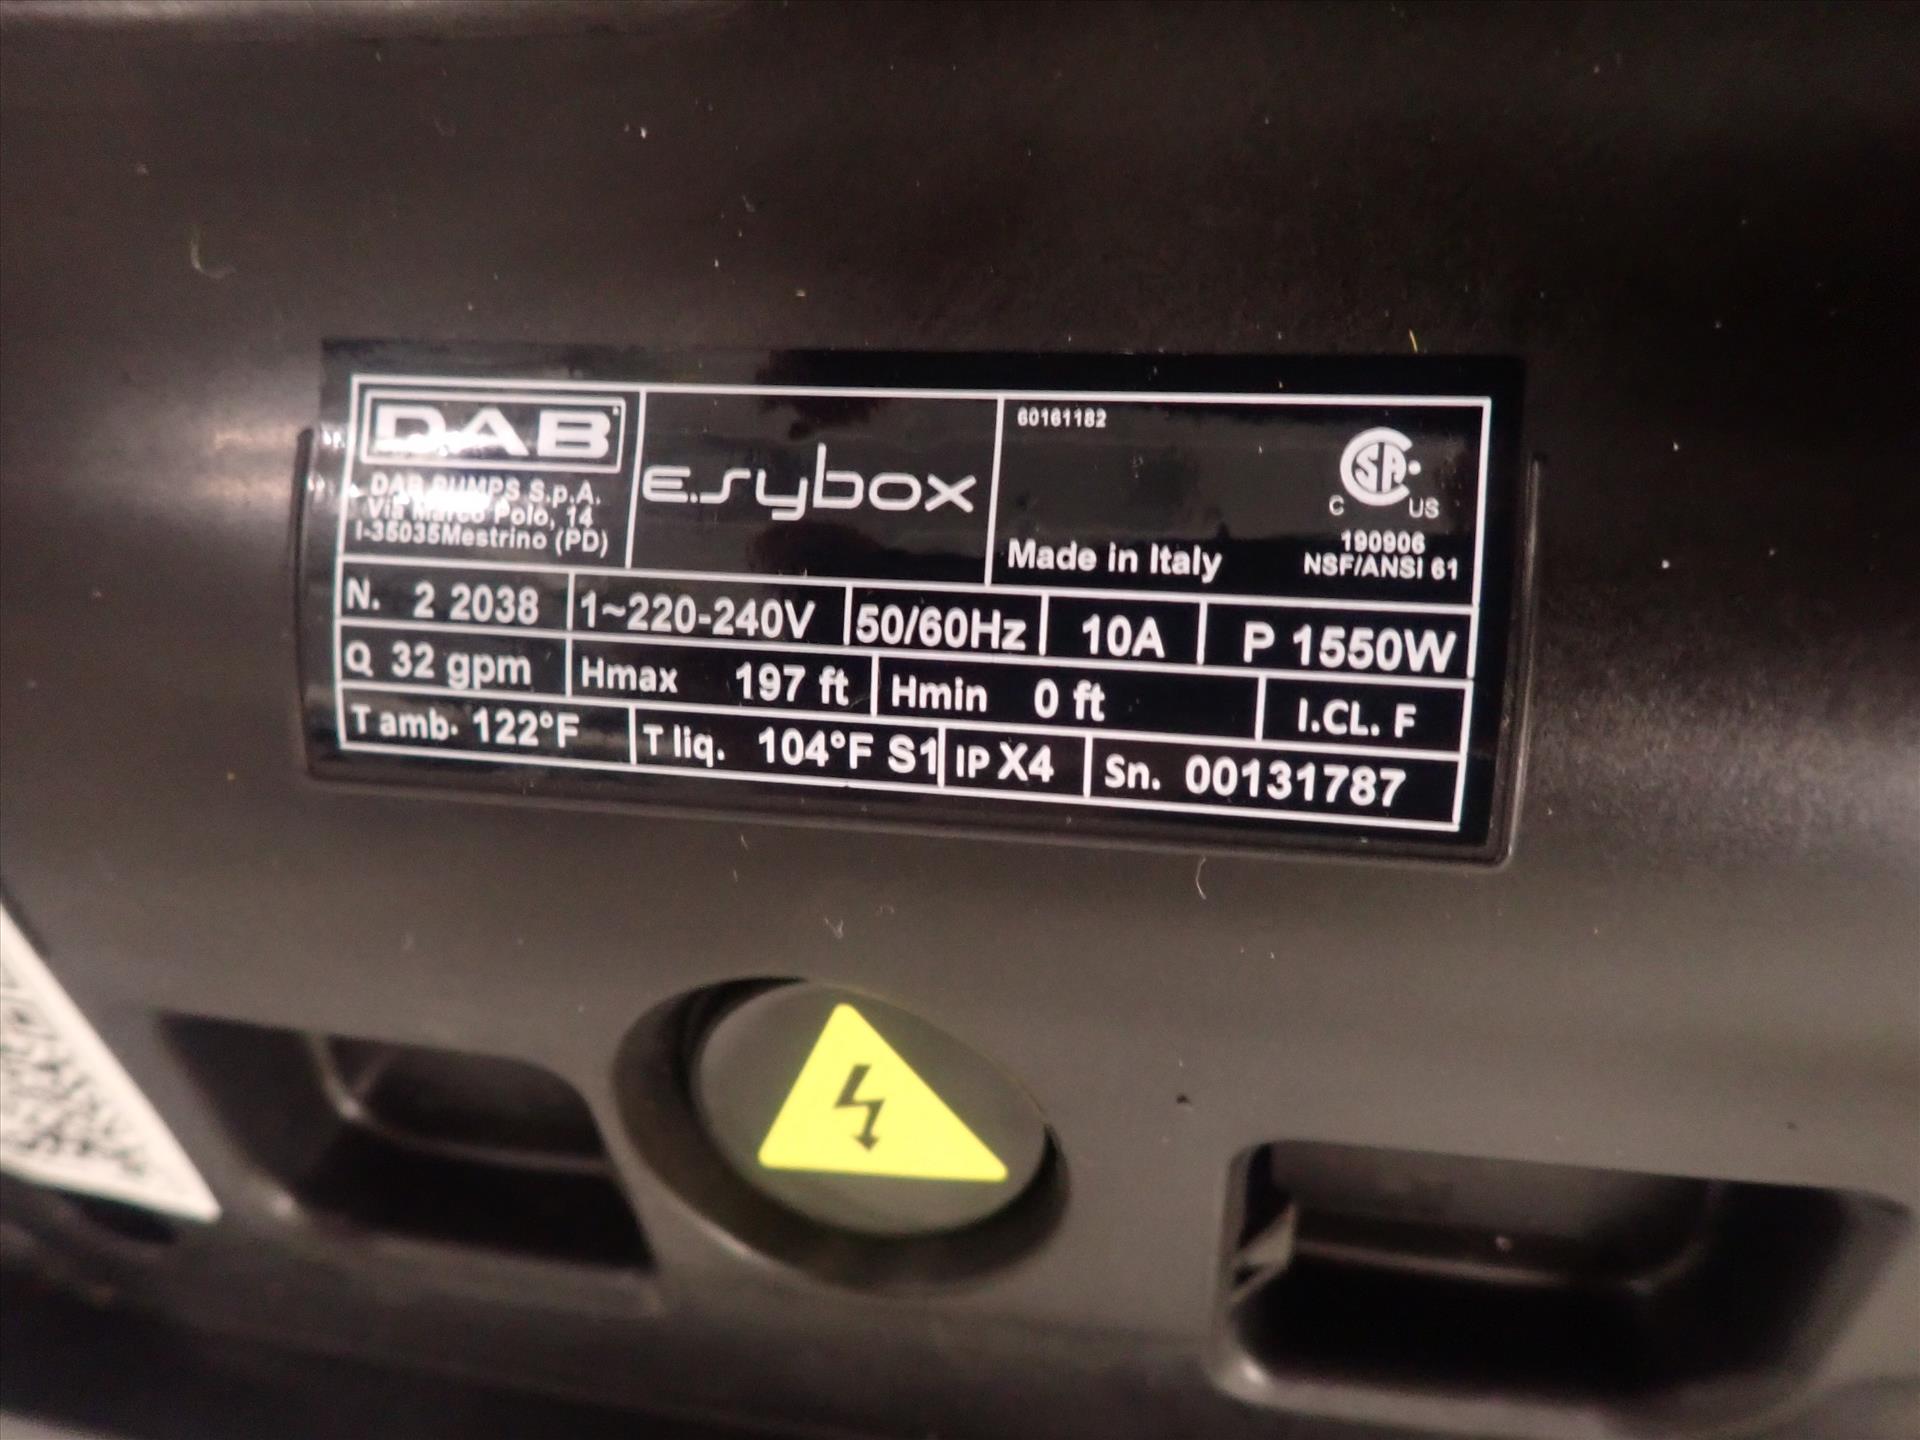 DAB
DAB PUMPS S.p.A.
Via Marco Polo, 14
I-35035Mestrino (PD)
e.sybox
60161182
Made in Italy
CSA
C US
190906
NSF/ANSI 61
N. 2 2038 1~220-240V 50/60Hz 10A P 1550W
Q 32 gpm Hmax 197 ft Hmin 0 ft I.CL. F
T amb. 122°F T liq. 104°F S1 IP X4 Sn. 00131787